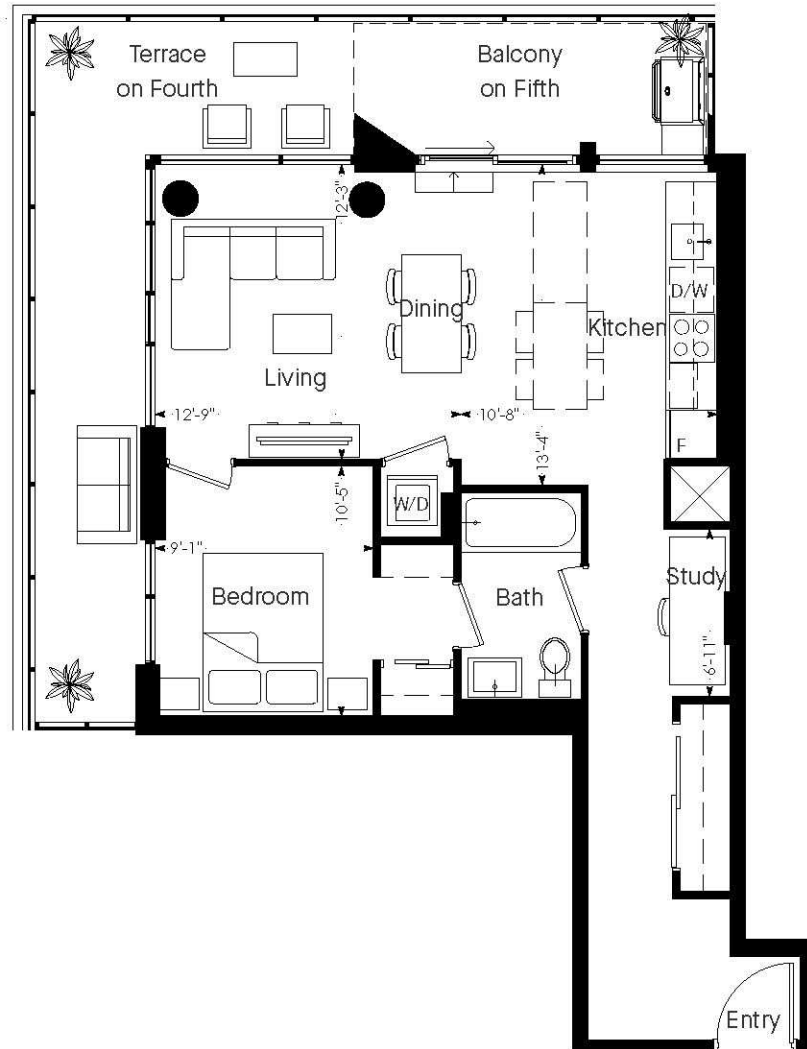 Terrace
on Fourth
Balcony
on Fifth
12'-3"
D/W
Dining
Kitchen
Living
12'-9"
10'-8"
F
13'-4"
10'-5"
W/D
9'-1"
Study
Bedroom
Bath
6'-11"
Entry